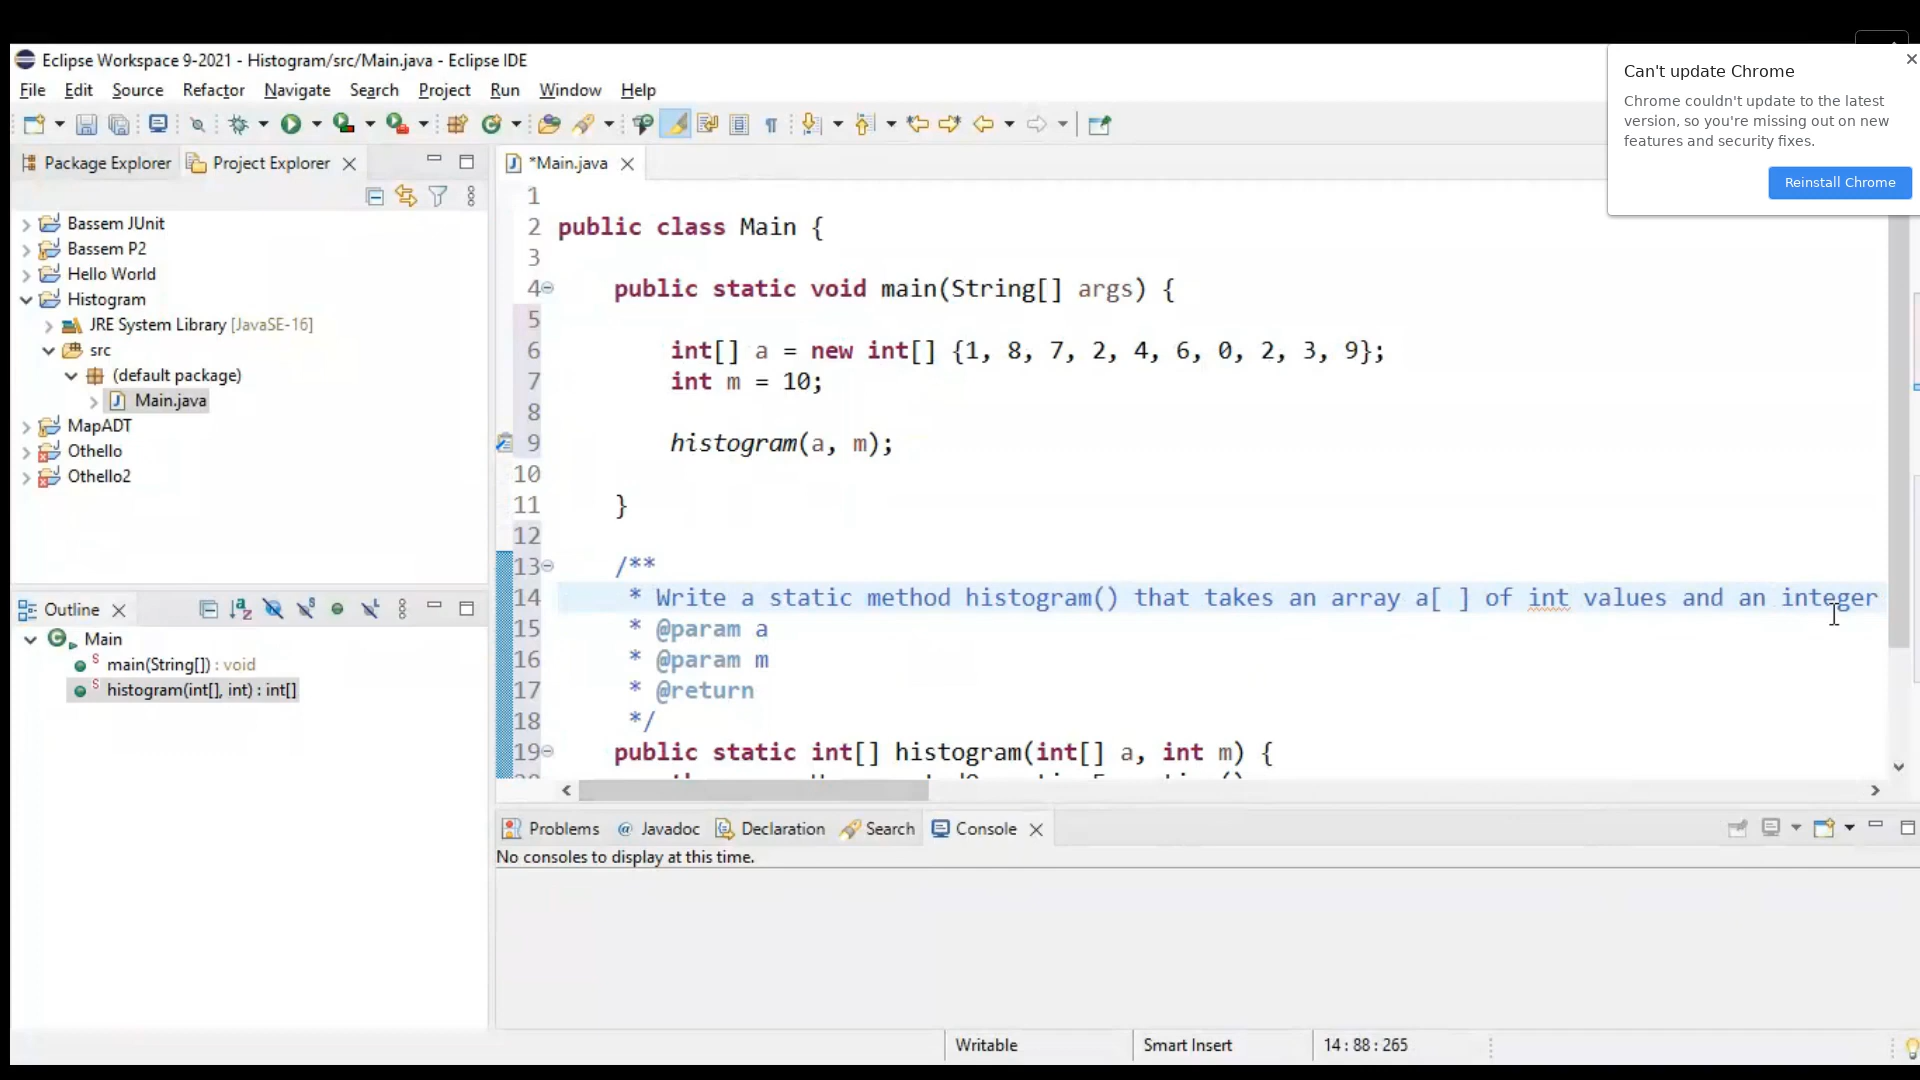 Eclipse Workspace 9-2021 - Histogram/src/Main.java - Eclipse IDE
File Edit Source Refactor Navigate Search Project Run Window Help
Can't update Chrome
Chrome couldn't update to the latest
version, so you're missing out on new
features and security fixes.
Reinstall Chrome
Package Explorer Project Explorer
Bassem JUnit
Bassem P2
Hello World
Histogram
JRE System Library [JavaSE-16]
src
(default package)
Main.java
MapADT
Othello
Othello2
Outline
Main
main(String[]) : void
histogram(int[], int) : int[]
*Main.java
1
2 public class Main {
3
4 public static void main(String[] args) {
5
6 int[] a = new int[] {1, 8, 7, 2, 4, 6, 0, 2, 3, 9};
7 int m = 10;
8
9 histogram(a, m);
10
11 }
12
13 /**
14 * Write a static method histogram() that takes an array a[ ] of int values and an integer
15 * @param a
16 * @param m
17 * @return
18 */
19 public static int[] histogram(int[] a, int m) {
Problems Javadoc Declaration Search Console
No consoles to display at this time.
Writable Smart Insert 14 : 88 : 265